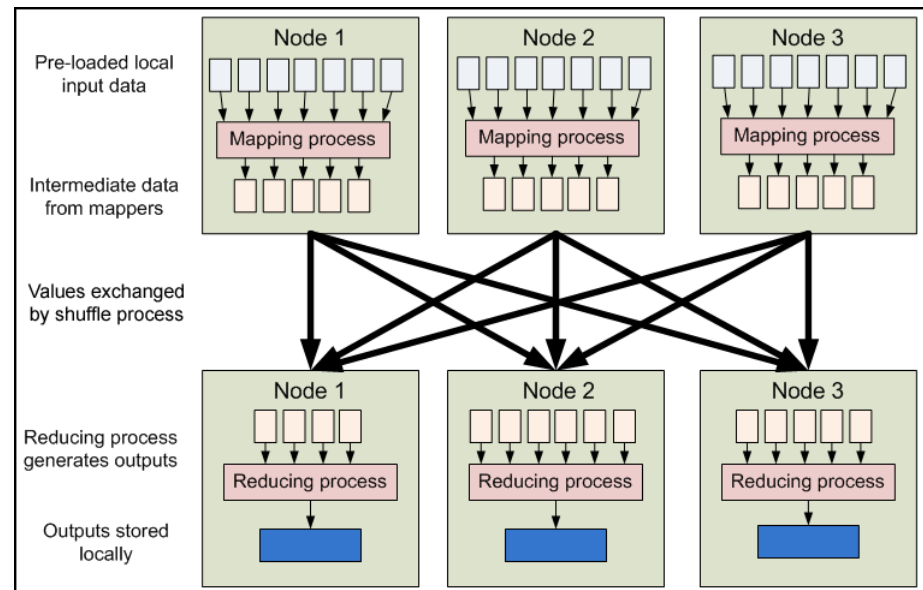 Node 1
Node 2
Node 3
Pre-loaded local
input data
Mapping process
Mapping process
Mapping process
Intermediate data
from mappers
Values exchanged
by shuffle process
Node 1
Node 2
Node 3
Reducing process
generates outputs
Reducing process
Reducing process
Reducing process
Outputs stored
locally